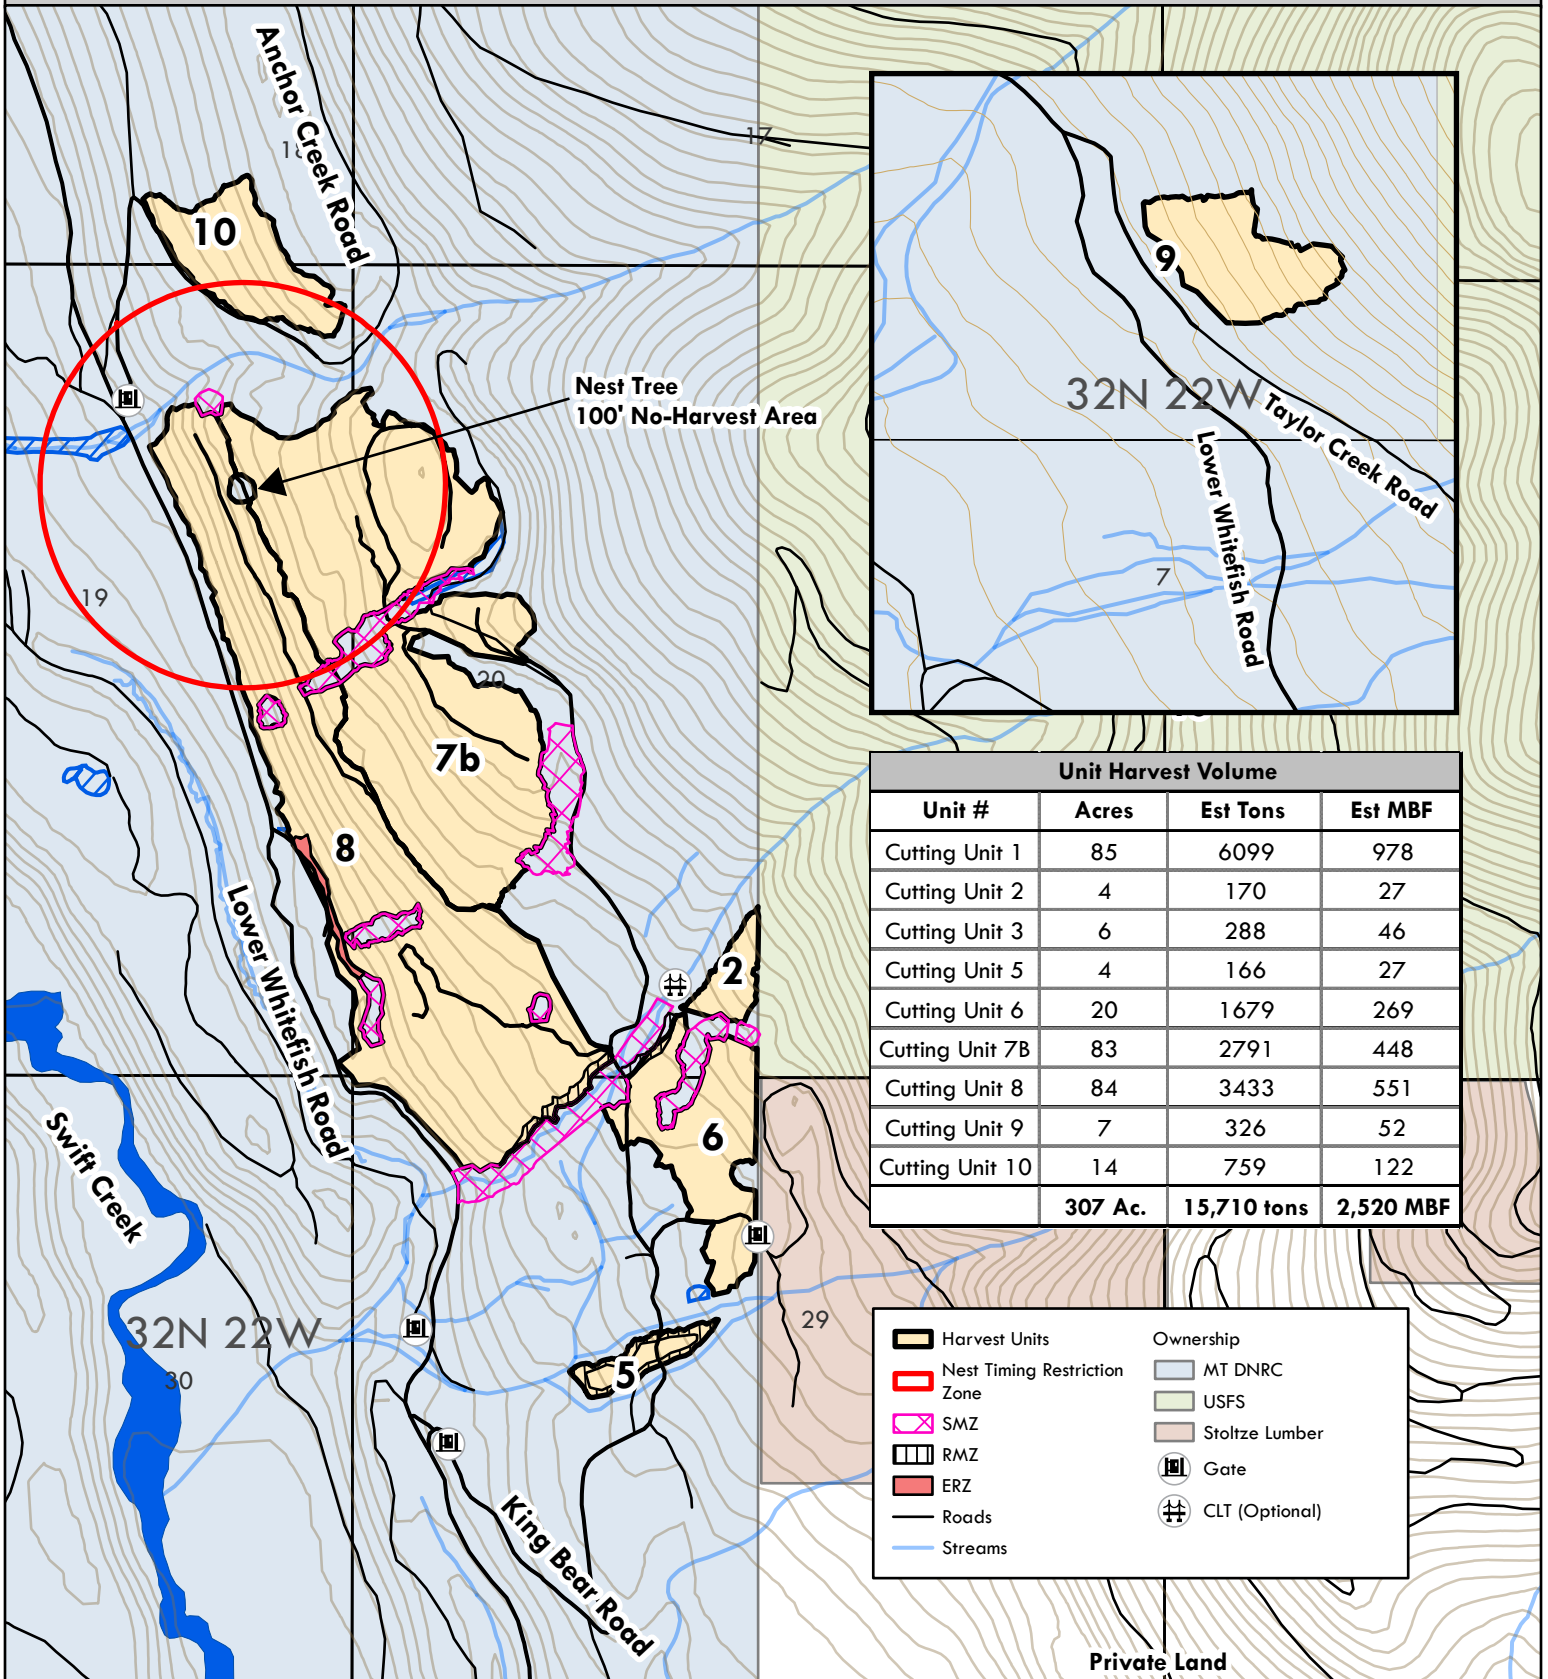 Anchor Creek Road
18
17
10
Nest Tree
100' No-Harvest Area
19
20
7b
8
2
6
5
Lower Whitefish Road
Swift Creek
32N 22W
30
29
King Bear Road
Private Land
9
32N 22W
Taylor Creek Road
Lower Whitefish Road
7
Unit Harvest Volume
Unit # Acres Est Tons Est MBF
Cutting Unit 1 85 6099 978
Cutting Unit 2 4 170 27
Cutting Unit 3 6 288 46
Cutting Unit 5 4 166 27
Cutting Unit 6 20 1679 269
Cutting Unit 7B 83 2791 448
Cutting Unit 8 84 3433 551
Cutting Unit 9 7 326 52
Cutting Unit 10 14 759 122
307 Ac. 15,710 tons 2,520 MBF
Harvest Units
Nest Timing Restriction
Zone
SMZ
RMZ
ERZ
Roads
Streams
Ownership
MT DNRC
USFS
Stoltze Lumber
Gate
CLT (Optional)